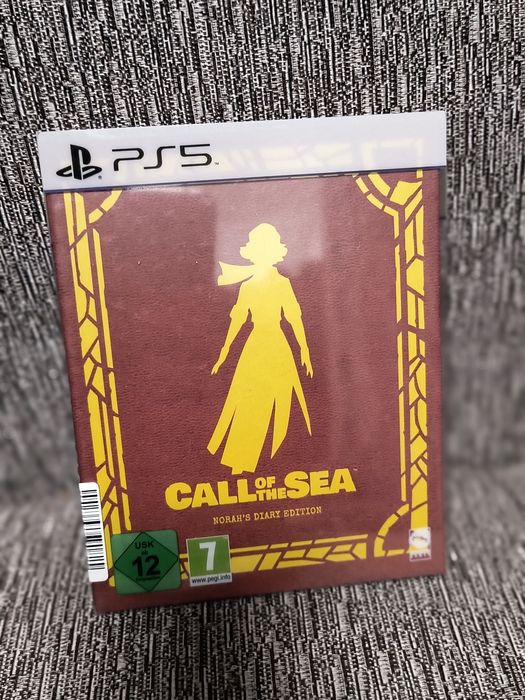 PS5
CALL OF THE SEA
NORAH'S DIARY EDITION
USK
ab
12
7
www.pegi.info